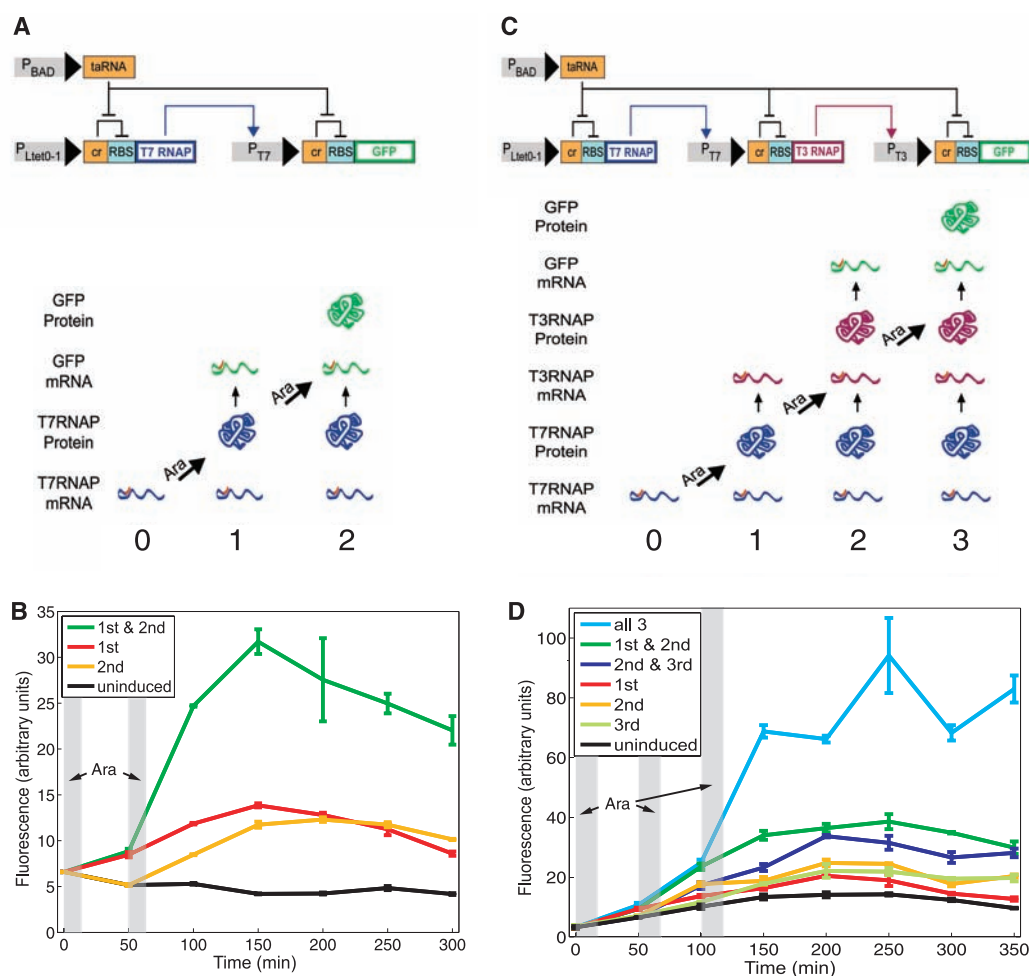 A
P BAD
taRNA
P Ltet0-1
cr RBS T7 RNAP
P T7
cr RBS GFP
GFP
Protein
GFP
mRNA
T7RNAP
Protein
T7RNAP
mRNA
Ara
Ara
0 1 2
C
P BAD
taRNA
P Ltet0-1
cr RBS T7 RNAP
P T7
cr RBS T3 RNAP
P T3
cr RBS GFP
GFP
Protein
GFP
mRNA
T3RNAP
Protein
T3RNAP
mRNA
T7RNAP
Protein
T7RNAP
mRNA
Ara
Ara
Ara
0 1 2 3
B
Fluorescence (arbitrary units)
35
30
25
20
15
10
5
0
1st & 2nd
1st
2nd
uninduced
Ara
0 50 100 150 200 250 300
Time (min)
D
Fluorescence (arbitrary units)
100
80
60
40
20
0
all 3
1st & 2nd
2nd & 3rd
1st
2nd
3rd
uninduced
Ara
0 50 100 150 200 250 300 350
Time (min)